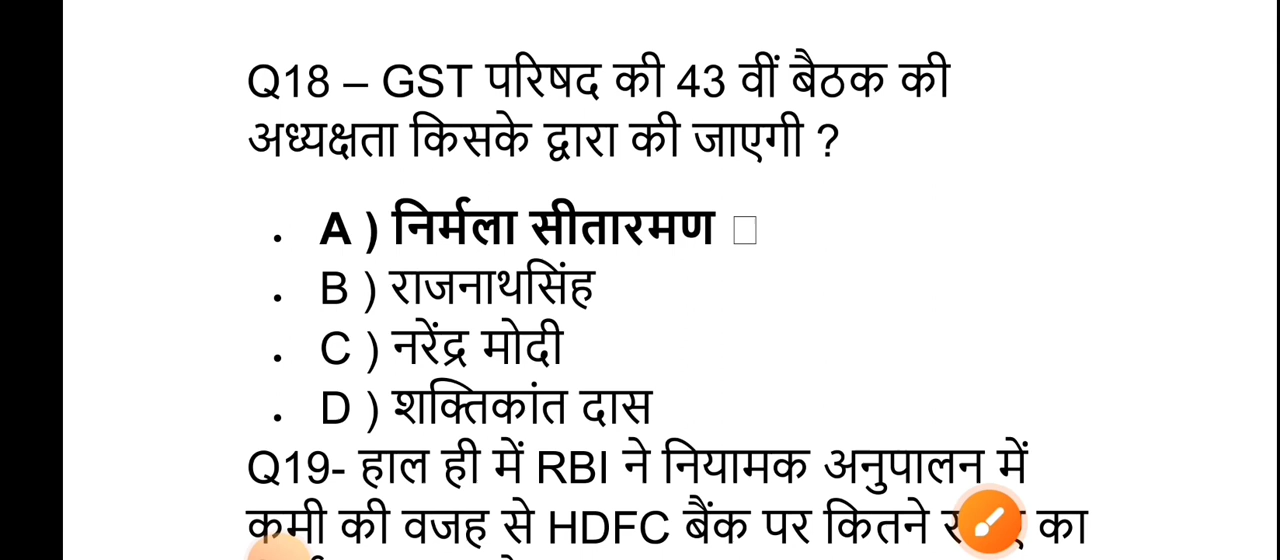 Q18 – GST परिषद की 43 वीं बैठक की
अध्यक्षता किसके द्वारा की जाएगी ?
. A ) निर्मला सीतारमण
. B ) राजनाथसिंह
. C ) नरेंद्र मोदी
. D ) शक्तिकांत दास
Q19- हाल ही में RBI ने नियामक अनुपालन में
कमी की वजह से HDFC बैंक पर कितने का